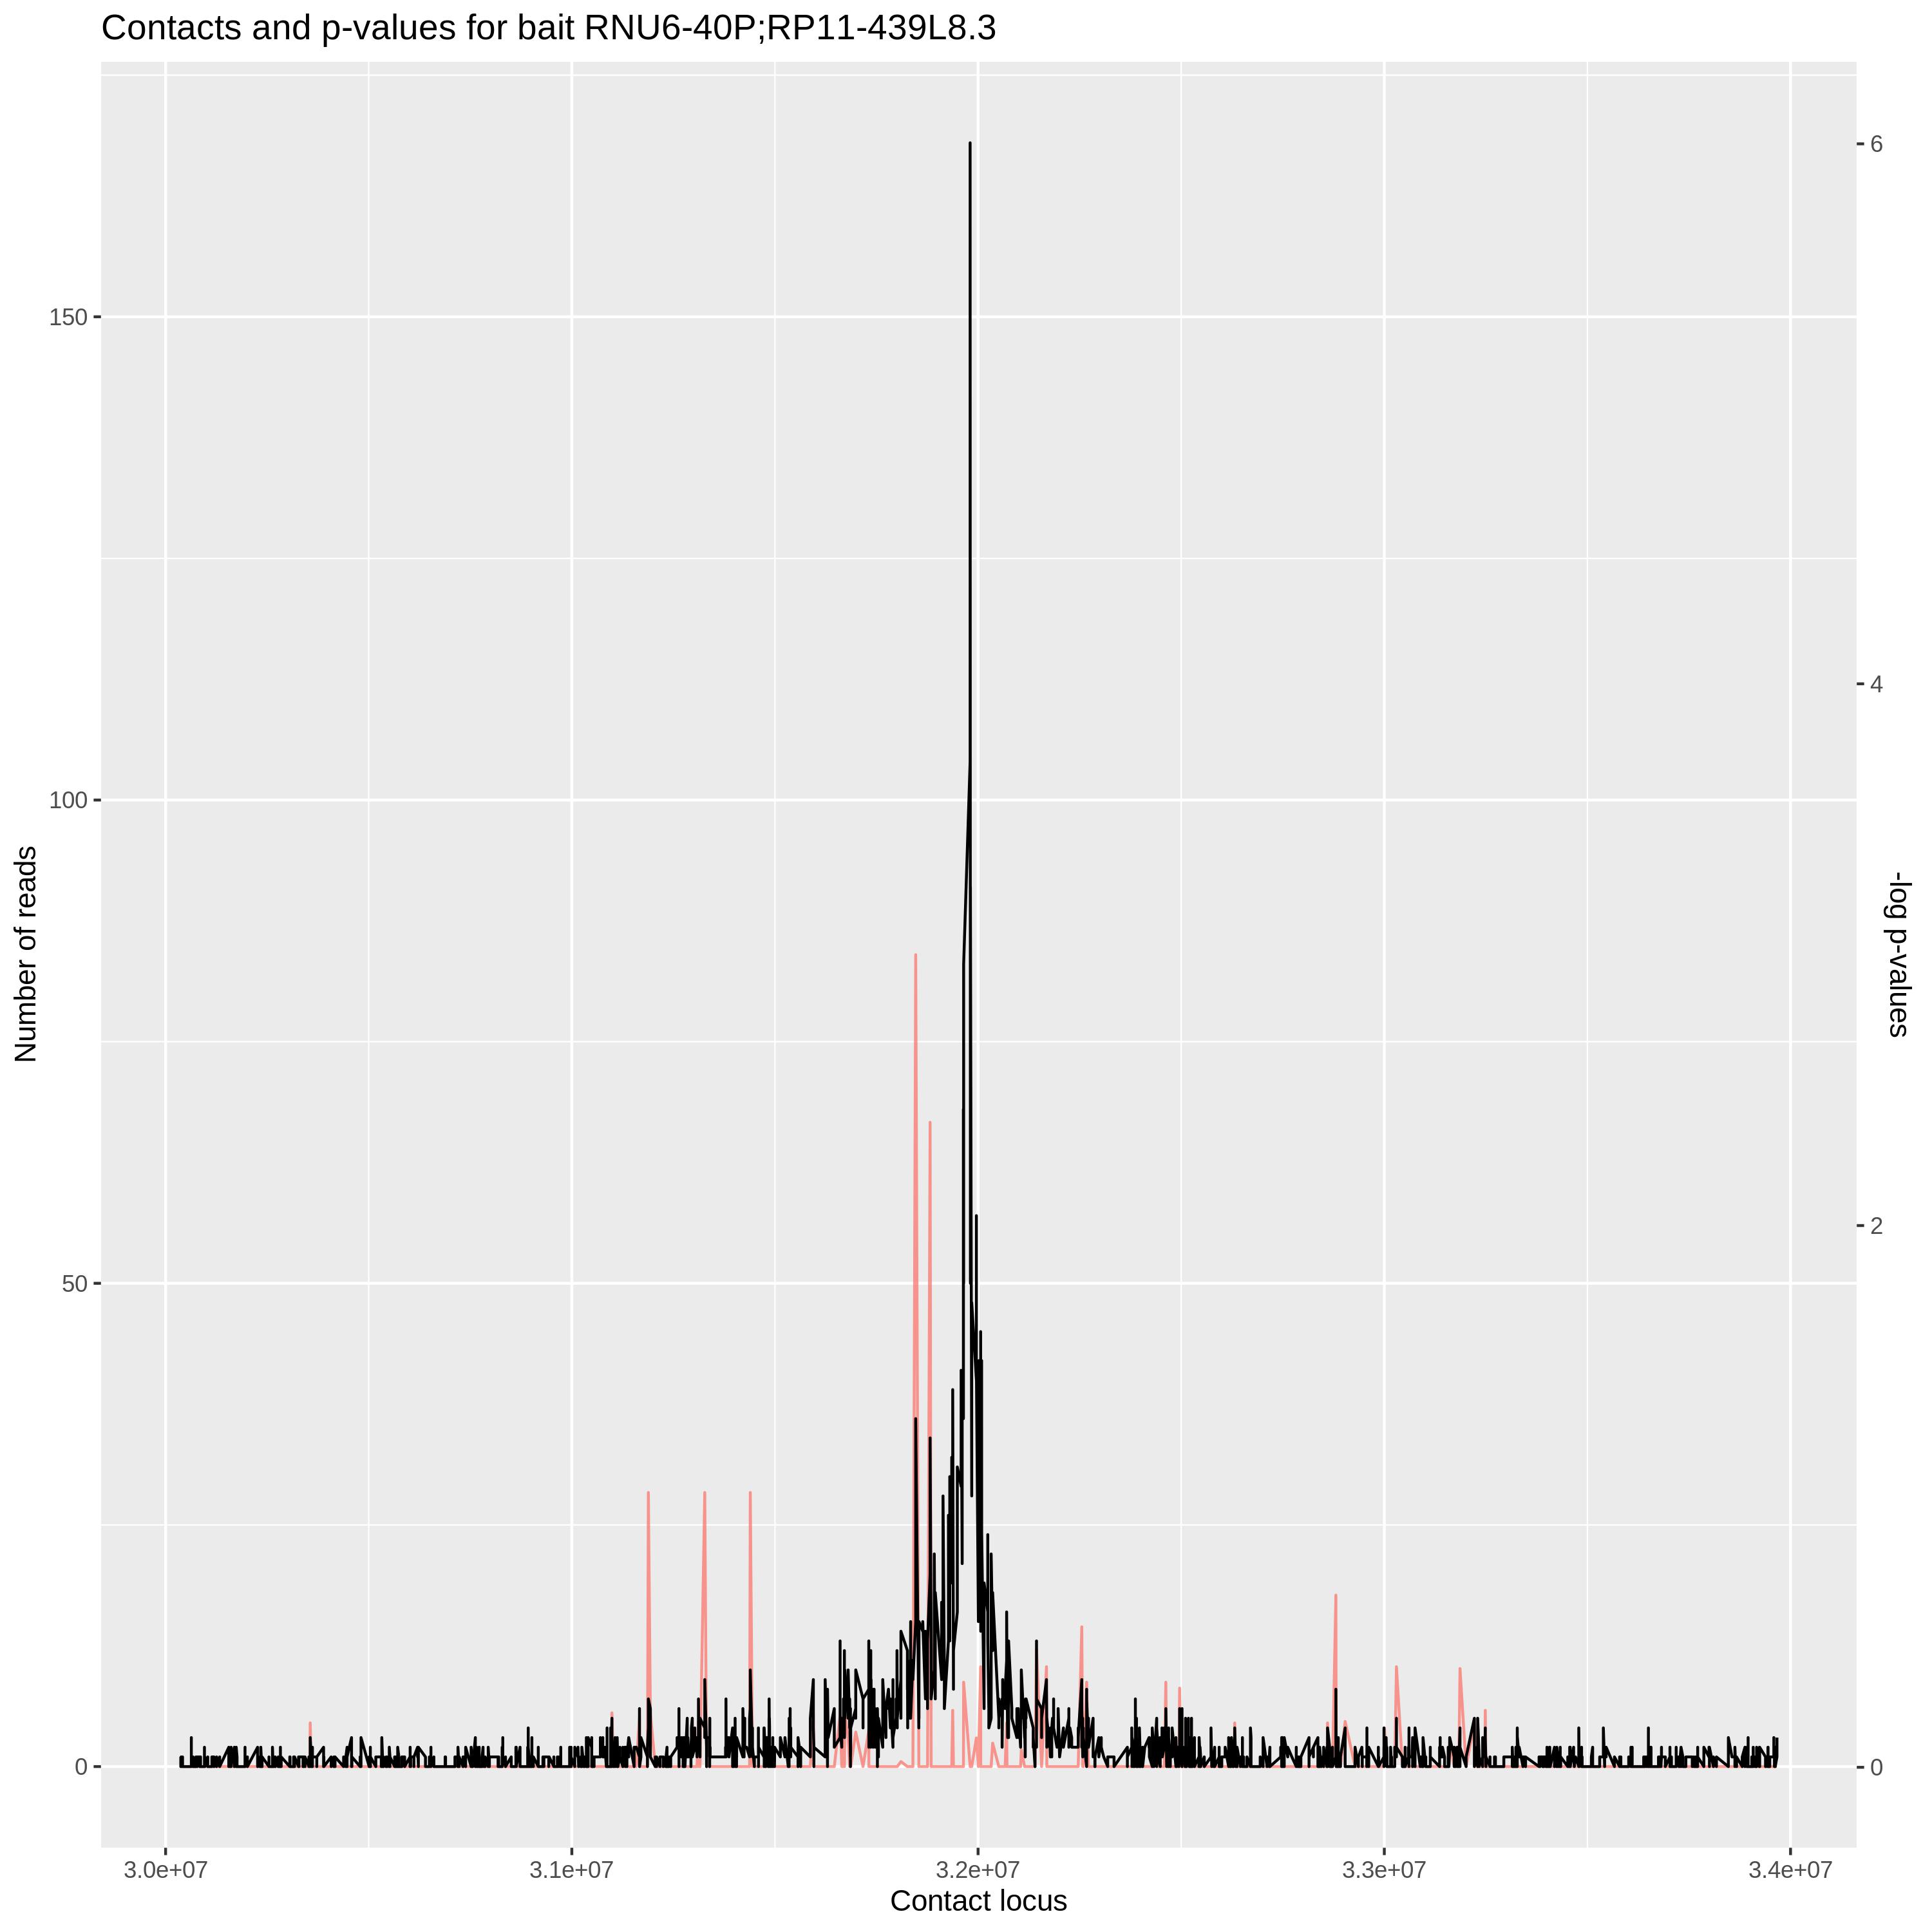 Contacts and p-values for bait RNU6-40P;RP11-439L8.3
Number of reads
150
100
50
0
6
4
2
0
-log p-values
3.0e+07
3.1e+07
3.2e+07
3.3e+07
3.4e+07
Contact locus